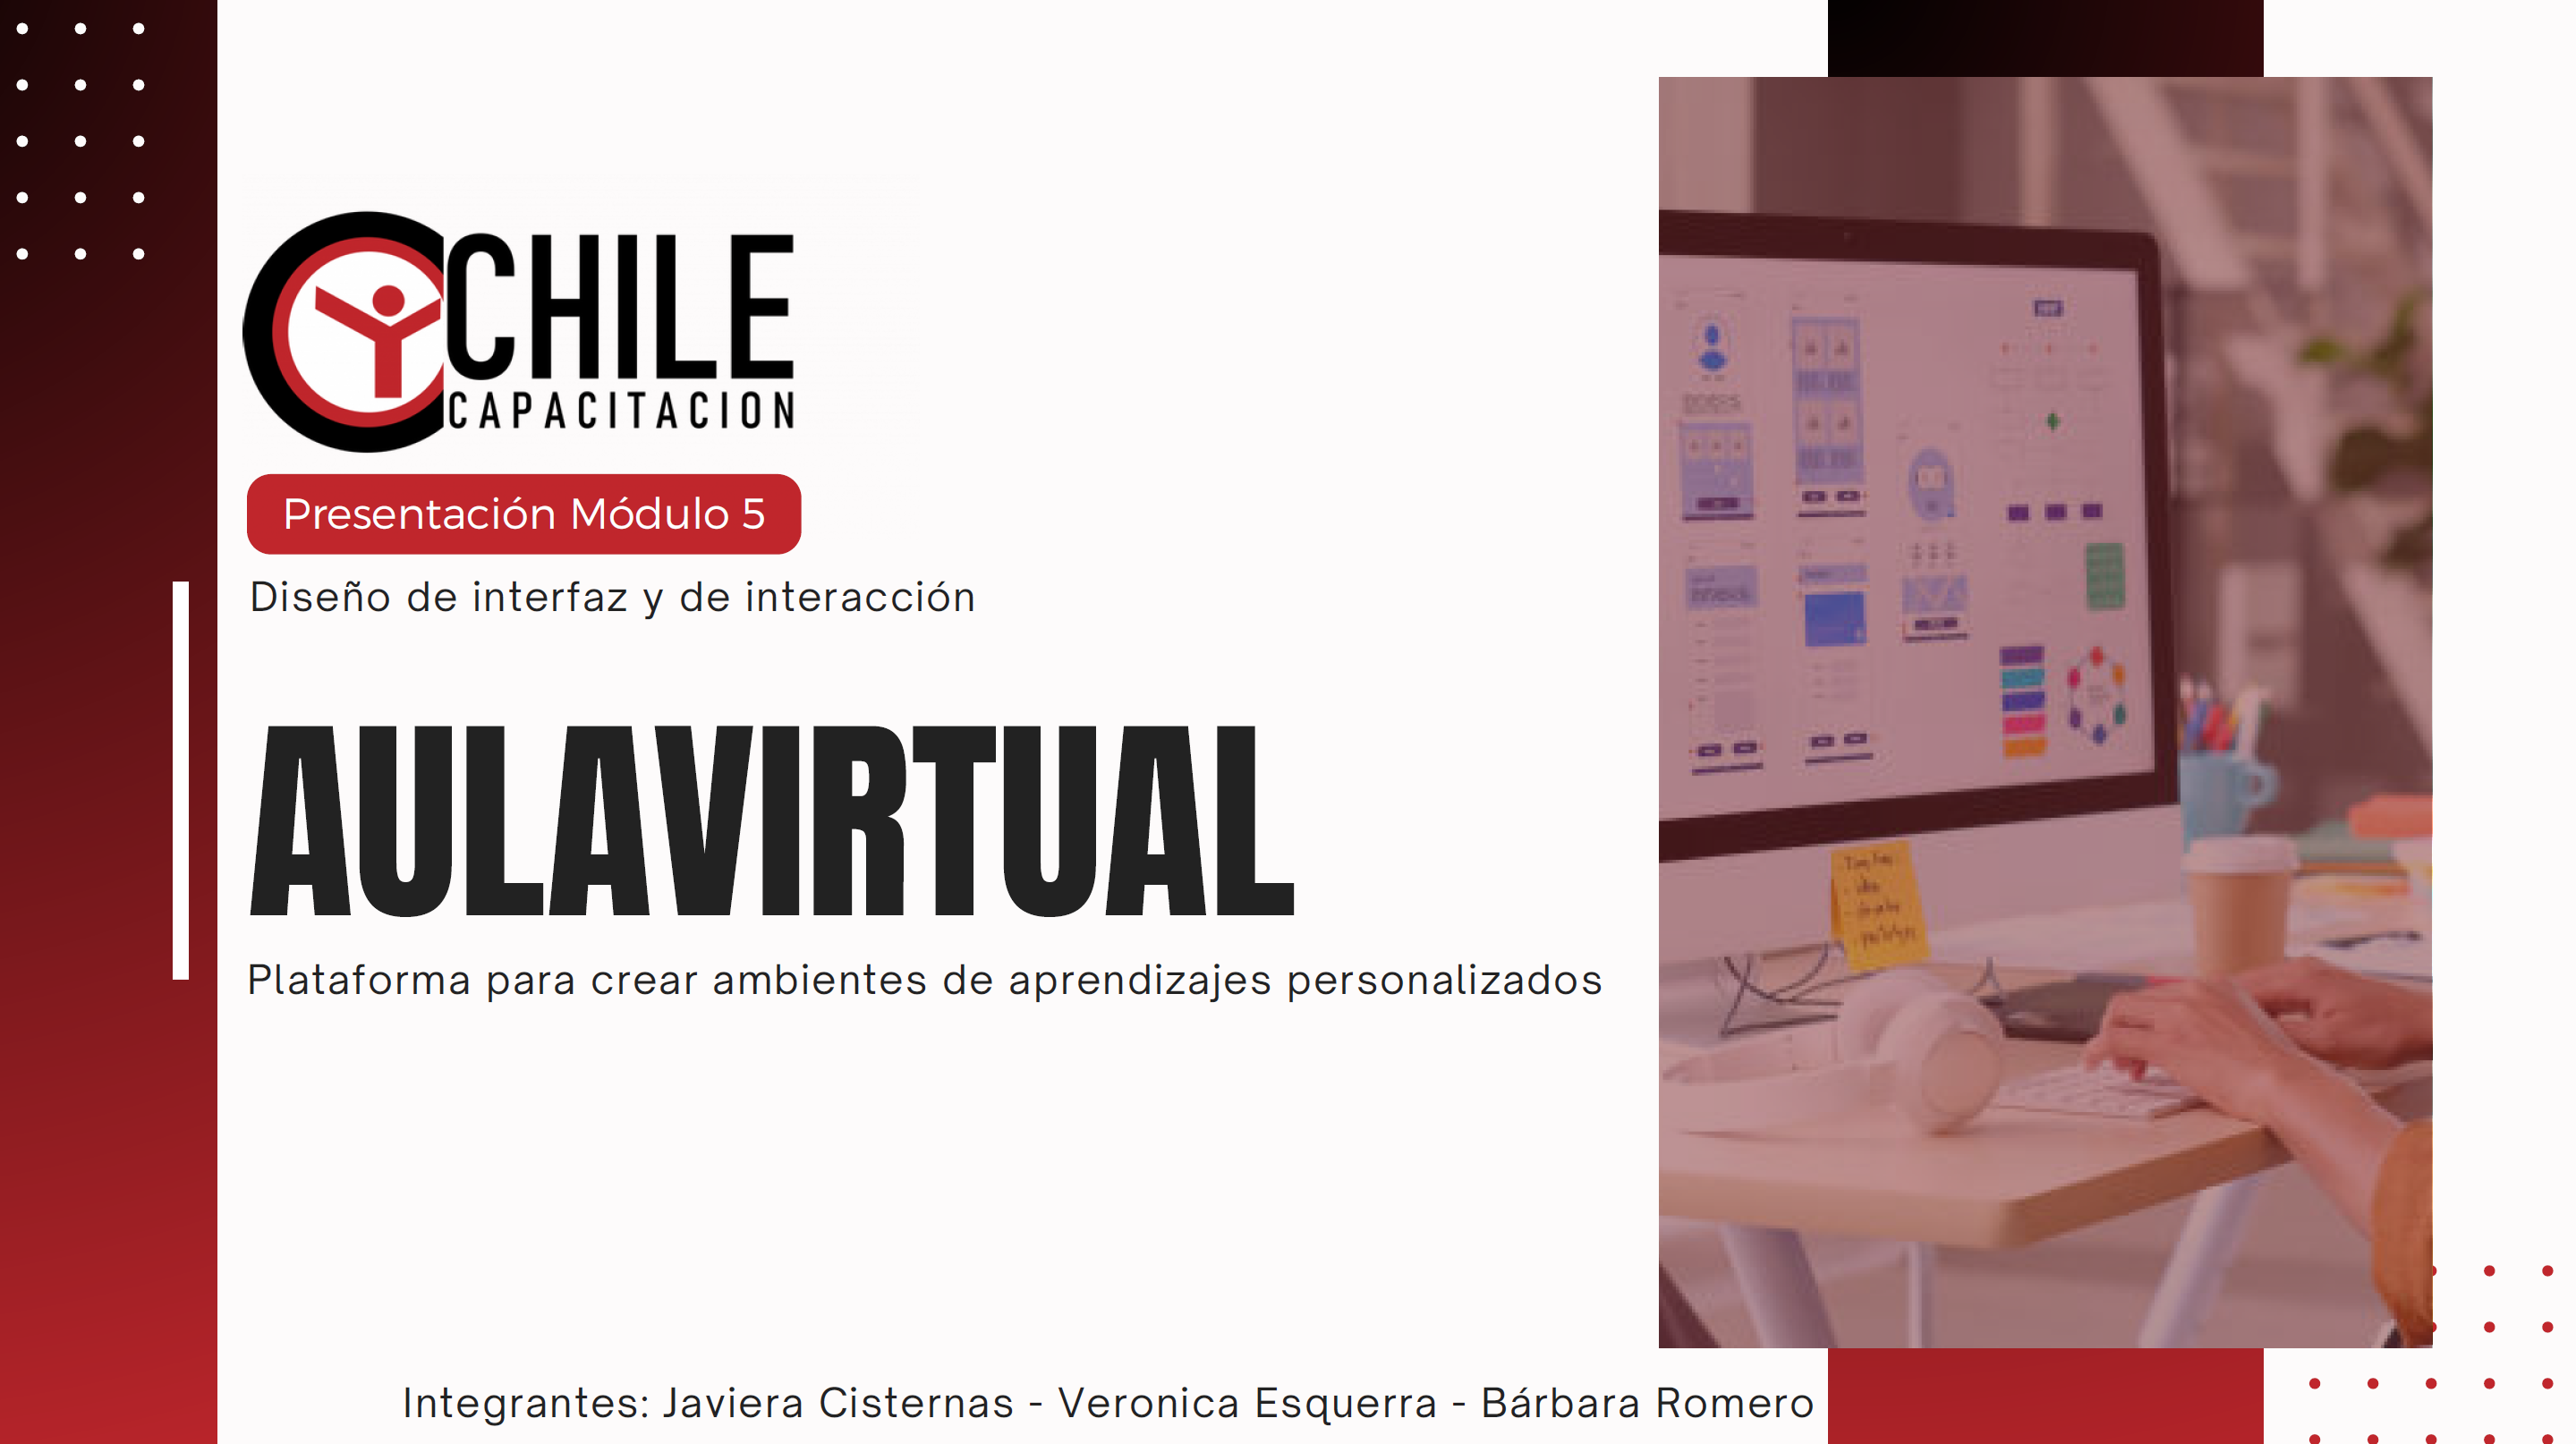 CHILE
CAPACITACION
Presentación Módulo 5
Diseño de interfaz y de interacción
AULAVIRTUAL
Plataforma para crear ambientes de aprendizajes personalizados
Integrantes: Javiera Cisternas - Veronica Esquerra - Bárbara Romero